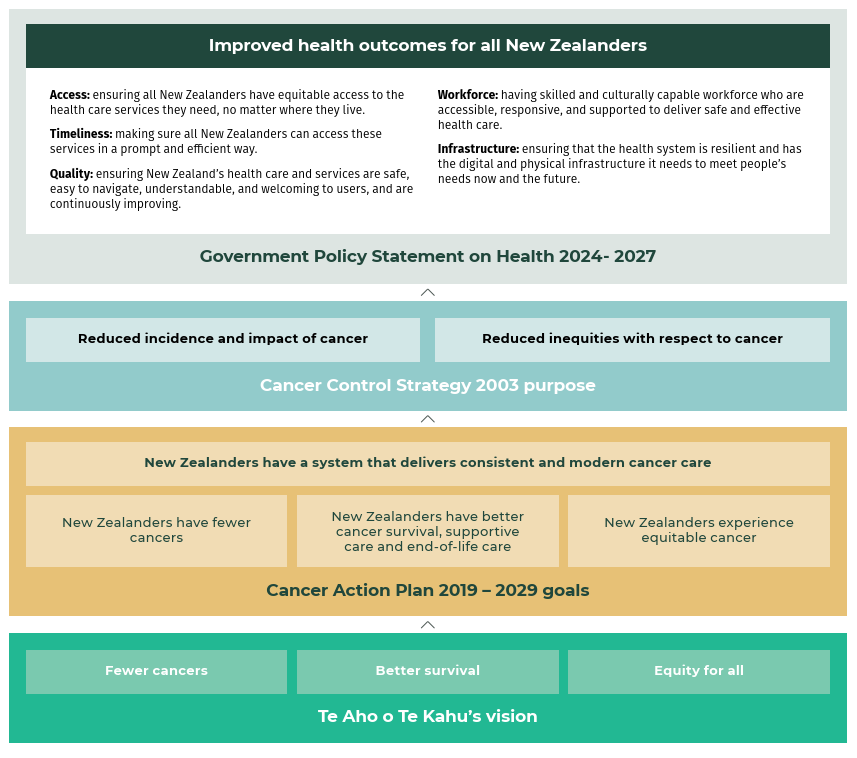 Improved health outcomes for all New Zealanders
Access: ensuring all New Zealanders have equitable access to the
health care services they need, no matter where they live.
Timeliness: making sure all New Zealanders can access these
services in a prompt and efficient way.
Quality: ensuring New Zealand's health care and services are safe,
easy to navigate, understandable, and welcoming to users, and are
continuously improving.
Workforce: having skilled and culturally capable workforce who are
accessible, responsive, and supported to deliver safe and effective
health care.
Infrastructure: ensuring that the health system is resilient and has
the digital and physical infrastructure it needs to meet people's
needs now and the future.
Government Policy Statement on Health 2024- 2027
Reduced incidence and impact of cancer
Reduced inequities with respect to cancer
Cancer Control Strategy 2003 purpose
New Zealanders have a system that delivers consistent and modern cancer care
New Zealanders have fewer
cancers
New Zealanders have better
cancer survival, supportive
care and end-of-life care
New Zealanders experience
equitable cancer
Cancer Action Plan 2019 – 2029 goals
Fewer cancers
Better survival
Equity for all
Te Aho o Te Kahu's vision